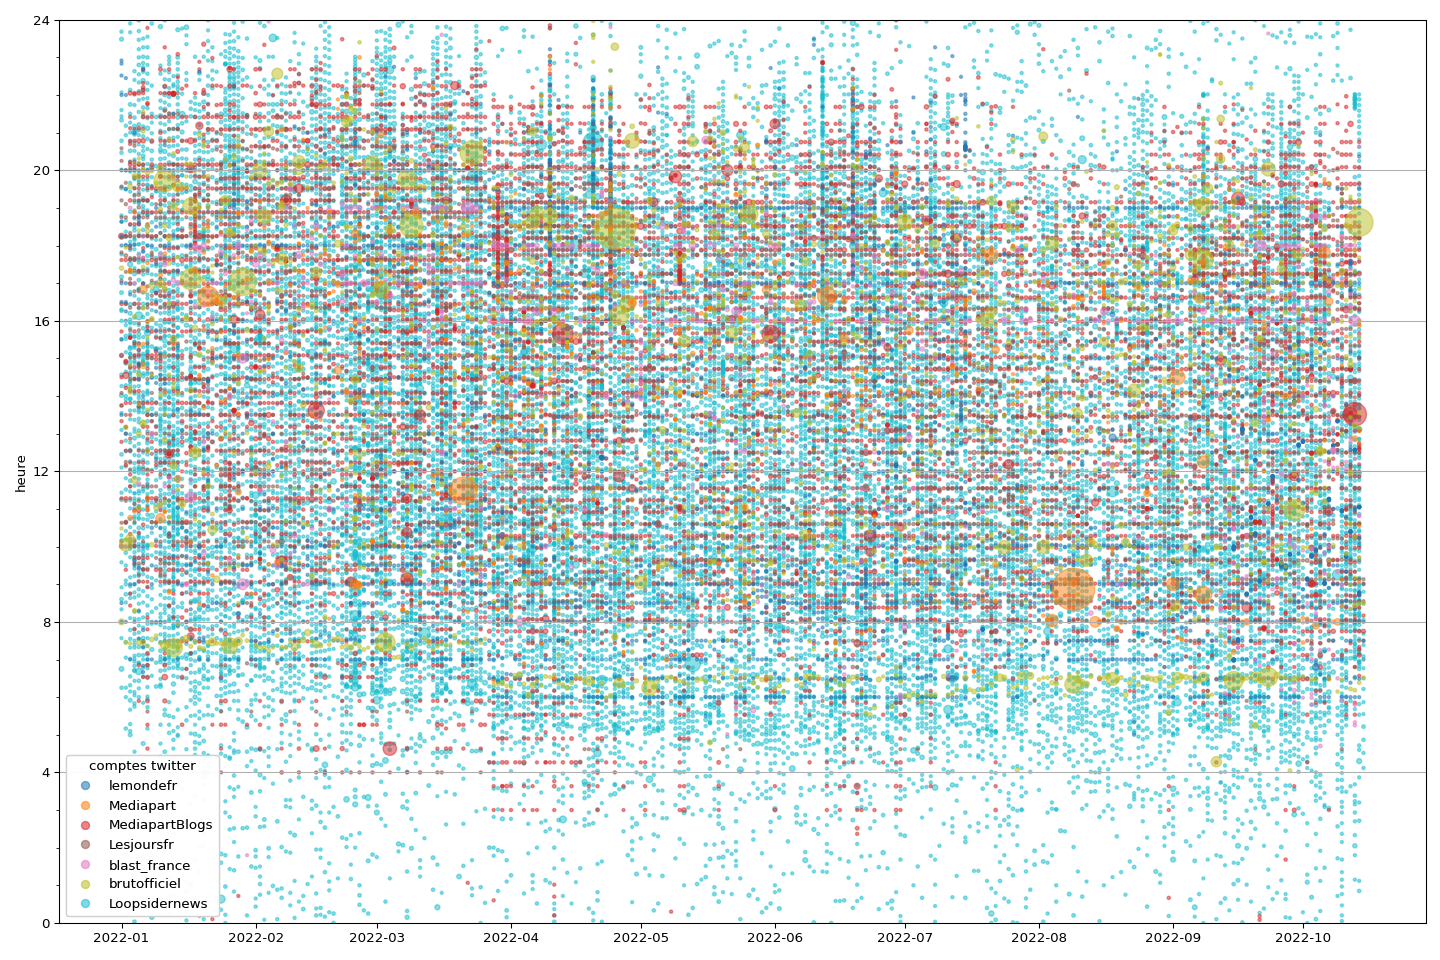 24
20
16
12
8
4
0
heure
comptes twitter
lemondefr
Mediapart
MediapartBlogs
Lesjoursfr
blast_france
brutofficiel
Loopsidernews
2022-01 2022-02 2022-03 2022-04 2022-05 2022-06 2022-07 2022-08 2022-09 2022-10